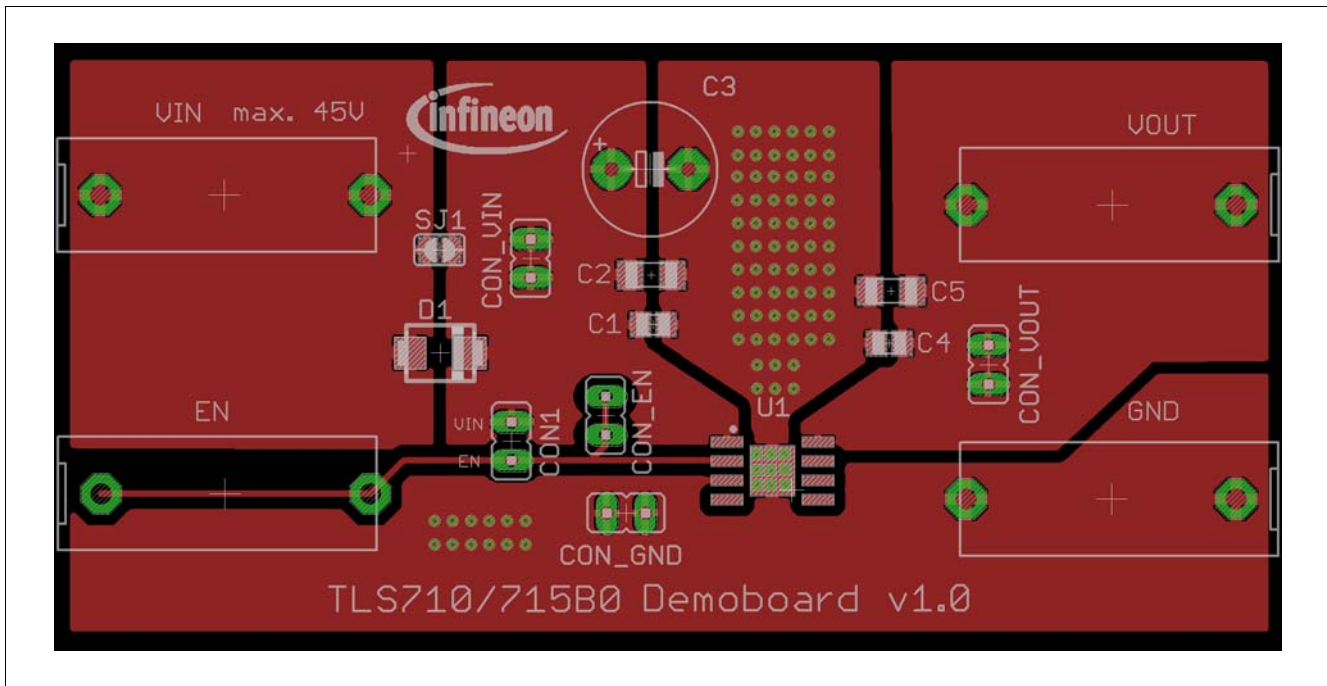 C3
VIN max. 45V
infineon
VOUT
+
SJ1
CON_VIN
C2
C5
D1
C1
C4
CON_VOUT
CON_EN
U1
EN
VIN
GND
CON1
EN
CON_GND
TLS710/715B0 Demoboard v1.0